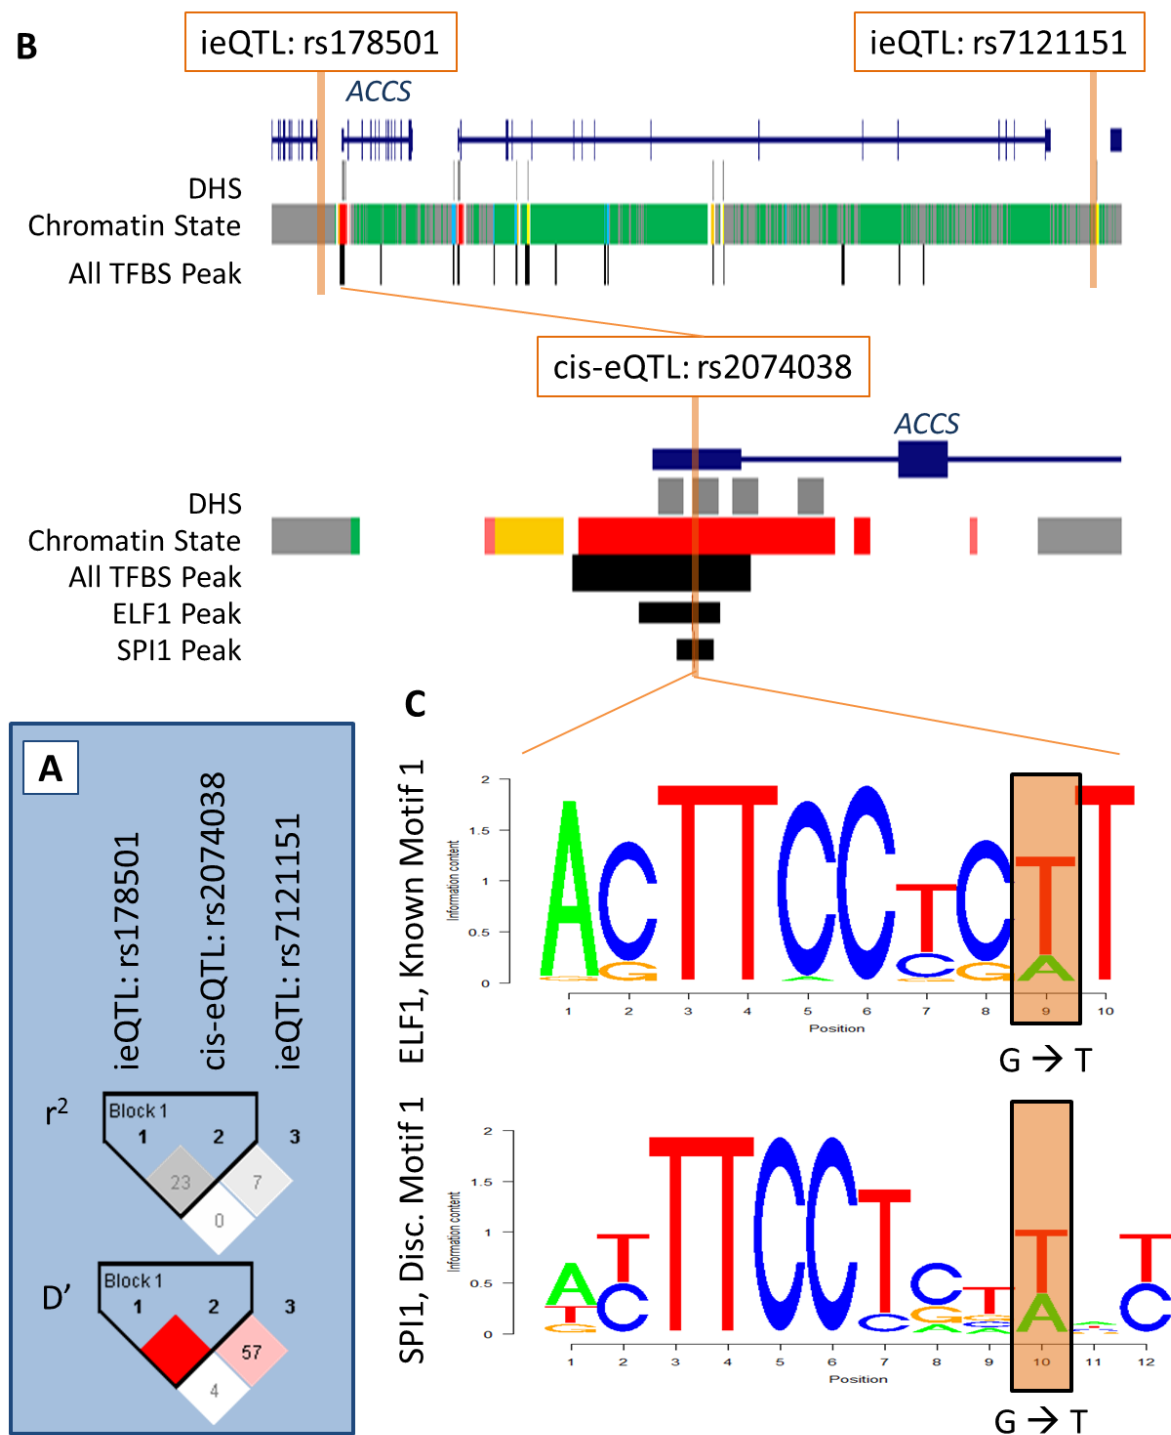 B
ieQTL: rs178501
ieQTL: rs7121151
ACCS
DHS
Chromatin State
All TFBS Peak
cis-eQTL: rs2074038
ACCS
DHS
Chromatin State
All TFBS Peak
ELF1 Peak
SPI1 Peak
A
ieQTL: rs178501
cis-eQTL: rs2074038
ieQTL: rs7121151
r²
Block 1
1 2 3
23 7
0
D′
Block 1
1 2 3
57
4
C
ELF1, Known Motif 1
Information content
2
1.5
1
0.5
0
A C T T C C T C T T
G G A C G A
1 2 3 4 5 6 7 8 9 10
Position
G → T
SPI1, Disc. Motif 1
Information content
2
1.5
1
0.5
0
A T T T C C T C T T T
T C C G A C
G A
1 2 3 4 5 6 7 8 9 10 11 12
Position
G → T